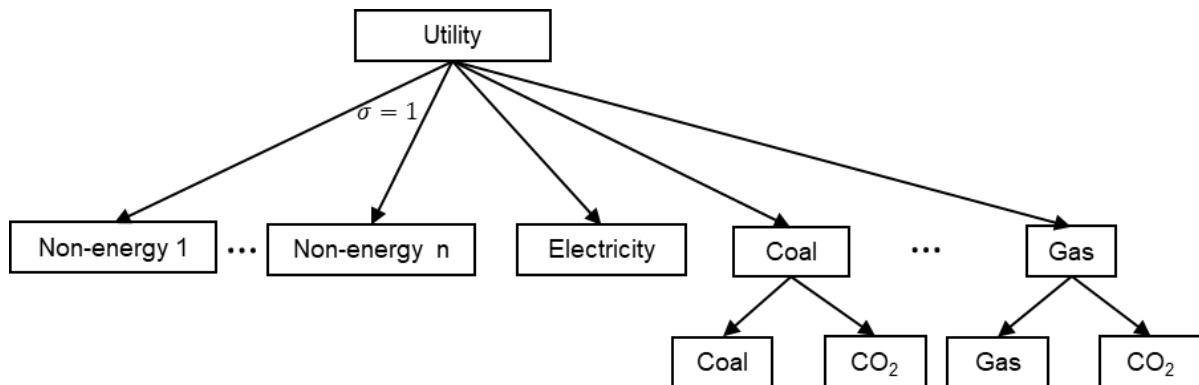 Utility
σ = 1
Non-energy 1
...
Non-energy n
Electricity
Coal
...
Gas
Coal
CO₂
Gas
CO₂